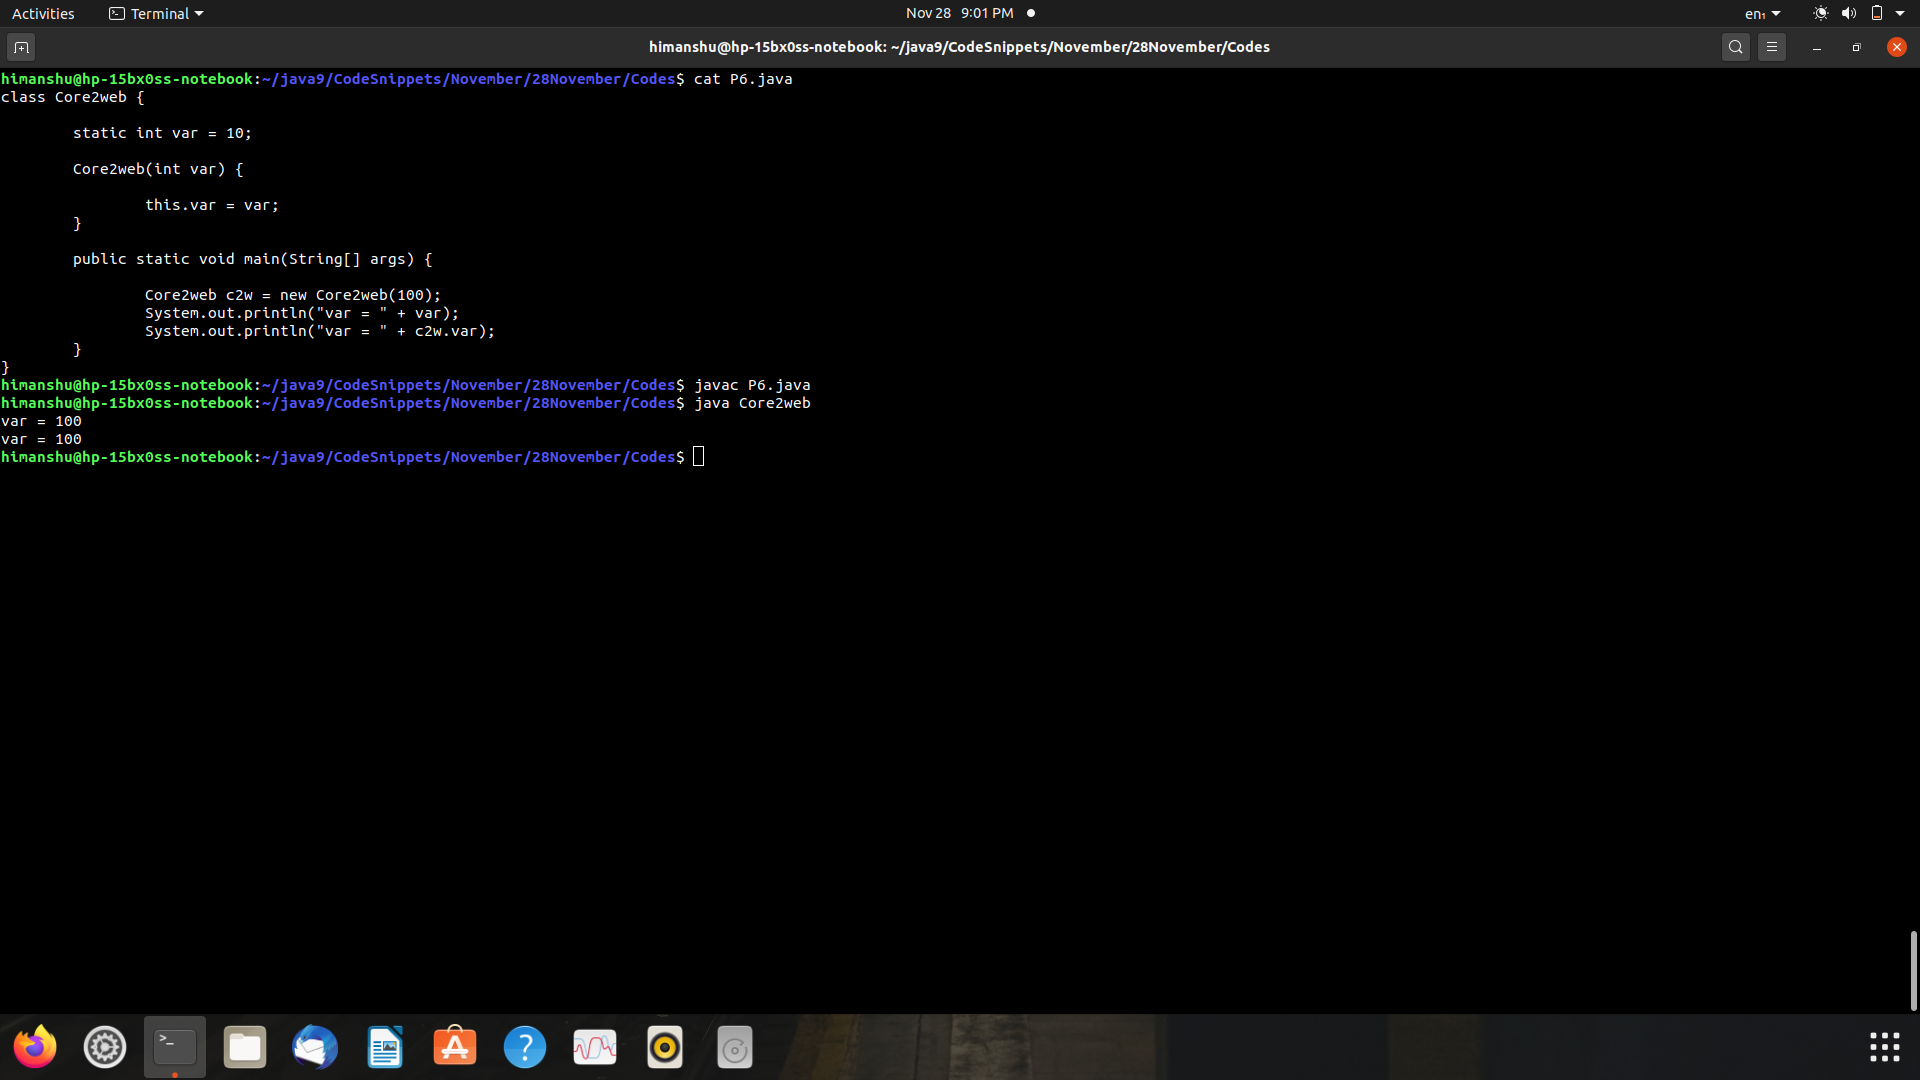 Activities
Terminal
Nov 28 9:01 PM
en₁
himanshu@hp-15bx0ss-notebook: ~/java9/CodeSnippets/November/28November/Codes
himanshu@hp-15bx0ss-notebook:~/java9/CodeSnippets/November/28November/Codes$ cat P6.java
class Core2web {
static int var = 10;
Core2web(int var) {
this.var = var;
}
public static void main(String[] args) {
Core2web c2w = new Core2web(100);
System.out.println("var = " + var);
System.out.println("var = " + c2w.var);
}
}
himanshu@hp-15bx0ss-notebook:~/java9/CodeSnippets/November/28November/Codes$ javac P6.java
himanshu@hp-15bx0ss-notebook:~/java9/CodeSnippets/November/28November/Codes$ java Core2web
var = 100
var = 100
himanshu@hp-15bx0ss-notebook:~/java9/CodeSnippets/November/28November/Codes$